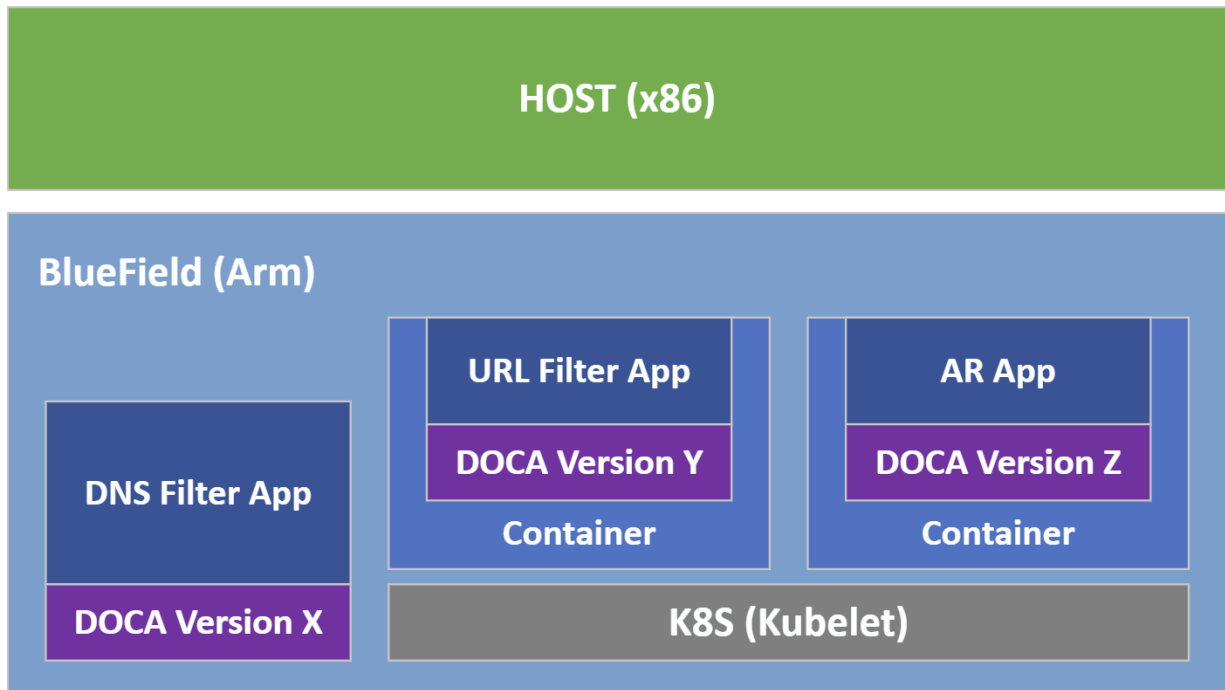 HOST (x86)
BlueField (Arm)
URL Filter App
AR App
DOCA Version Y
DOCA Version Z
DNS Filter App
Container
Container
DOCA Version X
K8S (Kubelet)